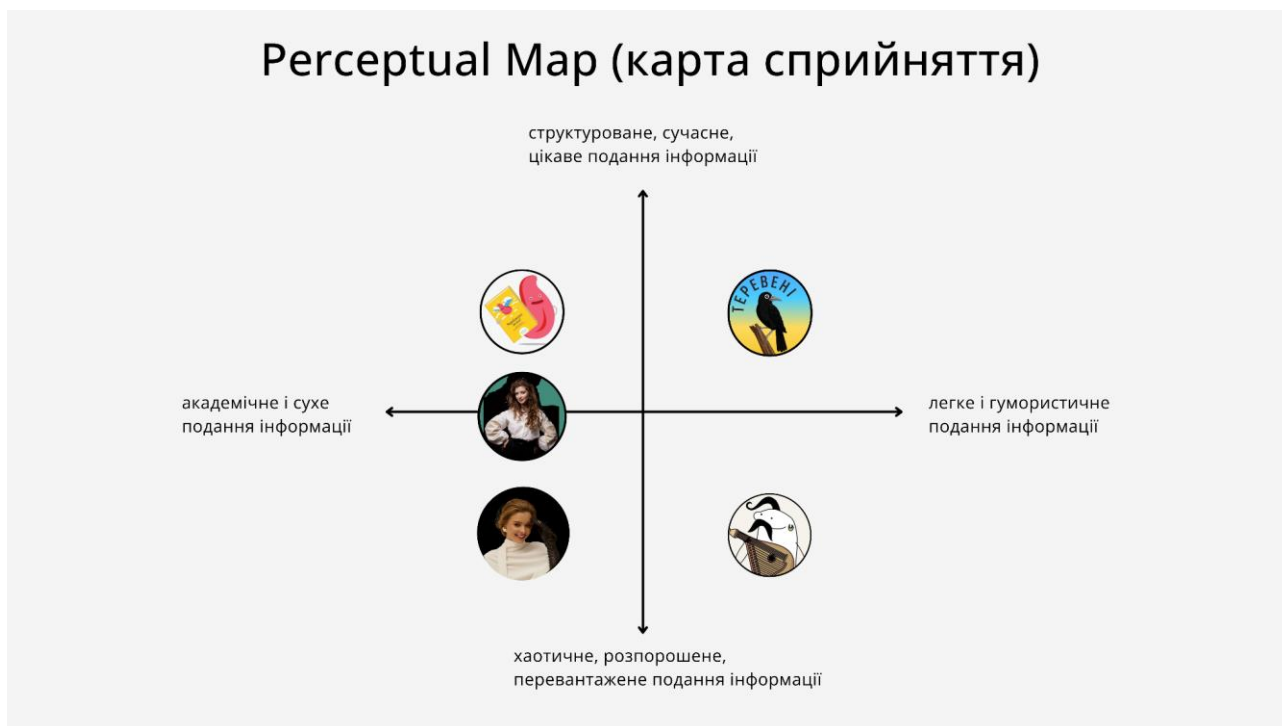 Perceptual Map (карта сприйняття)
структуроване, сучасне,
цікаве подання інформації
ТЕРЕВЕНІ
академічне і сухе
подання інформації
легке і гумористичне
подання інформації
хаотичне, розпорошене,
перевантажене подання інформації